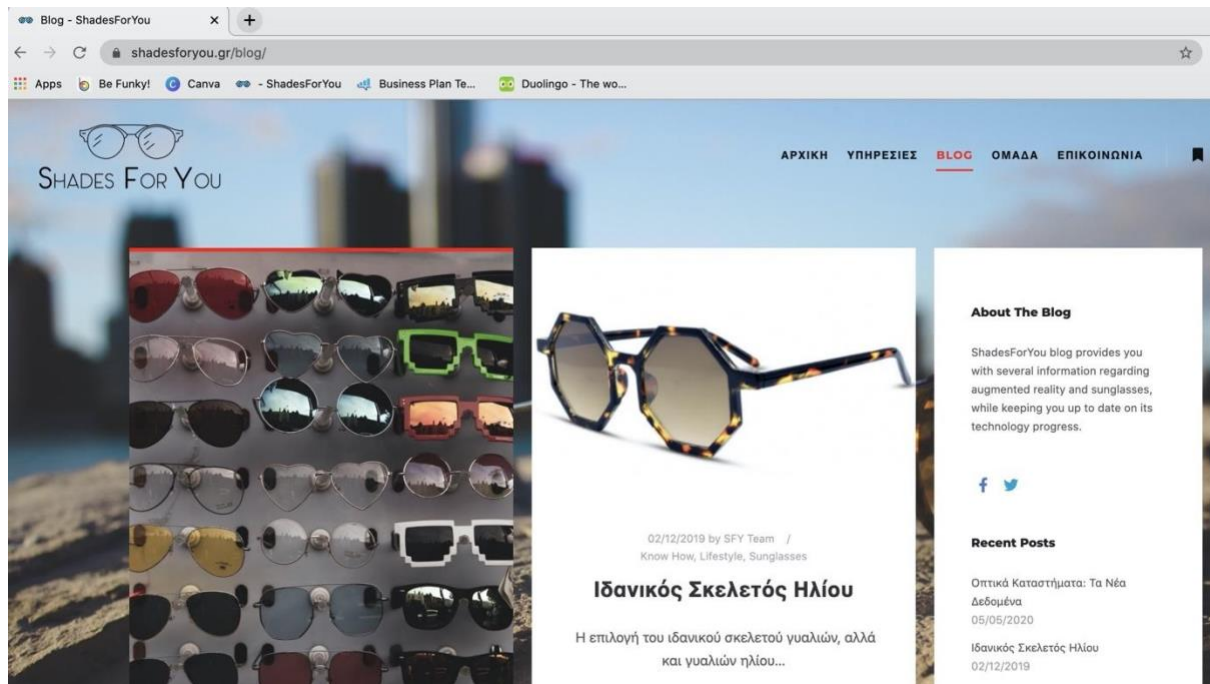 Blog - ShadesForYou
shadesforyou.gr/blog/
Apps Be Funky! Canva - ShadesForYou Business Plan Te... Duolingo - The wo...
SHADES FOR YOU
ΑΡΧΙΚΗ ΥΠΗΡΕΣΙΕΣ BLOG ΟΜΑΔΑ ΕΠΙΚΟΙΝΩΝΙΑ
02/12/2019 by SFY Team /
Know How, Lifestyle, Sunglasses
Ιδανικός Σκελετός Ηλίου
Η επιλογή του ιδανικού σκελετού γυαλιών, αλλά
και γυαλιών ηλίου...
About The Blog
ShadesForYou blog provides you
with several information regarding
augmented reality and sunglasses,
while keeping you up to date on its
technology progress.
Recent Posts
Οπτικά Καταστήματα: Τα Νέα
Δεδομένα
05/05/2020
Ιδανικός Σκελετός Ηλίου
02/12/2019